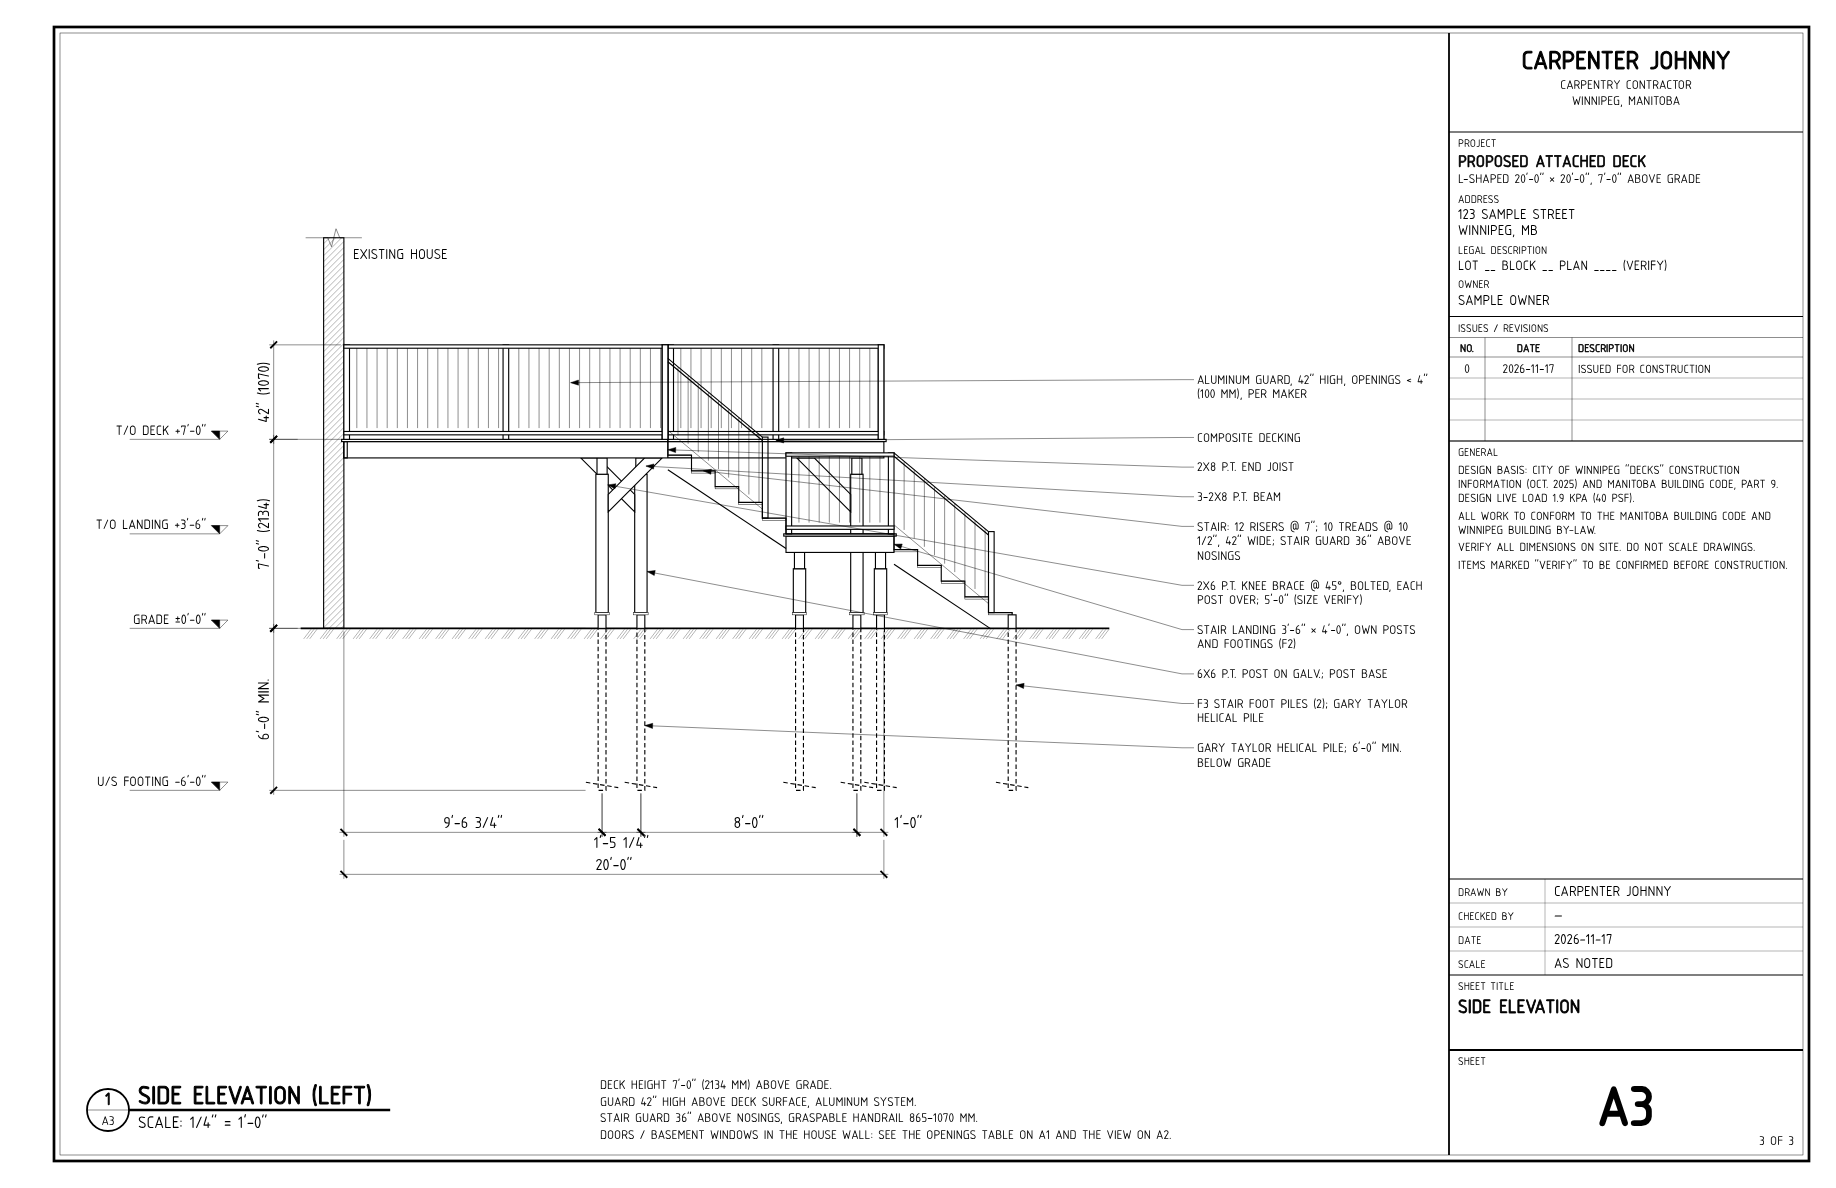 CARPENTER JOHNNY
CARPENTRY CONTRACTOR
WINNIPEG, MANITOBA
PROJECT
PROPOSED ATTACHED DECK
L-SHAPED 20'-0" × 20'-0", 7'-0" ABOVE GRADE
ADDRESS
123 SAMPLE STREET
WINNIPEG, MB
LEGAL DESCRIPTION
LOT __ BLOCK __ PLAN ____ (VERIFY)
OWNER
SAMPLE OWNER
ISSUES / REVISIONS
NO. DATE DESCRIPTION
0 2026-11-17 ISSUED FOR CONSTRUCTION
GENERAL
DESIGN BASIS: CITY OF WINNIPEG "DECKS" CONSTRUCTION
INFORMATION (OCT. 2025) AND MANITOBA BUILDING CODE, PART 9.
DESIGN LIVE LOAD 1.9 KPA (40 PSF).
ALL WORK TO CONFORM TO THE MANITOBA BUILDING CODE AND
WINNIPEG BUILDING BY-LAW.
VERIFY ALL DIMENSIONS ON SITE. DO NOT SCALE DRAWINGS.
ITEMS MARKED "VERIFY" TO BE CONFIRMED BEFORE CONSTRUCTION.
DRAWN BY CARPENTER JOHNNY
CHECKED BY —
DATE 2026-11-17
SCALE AS NOTED
SHEET TITLE
SIDE ELEVATION
SHEET
A3
3 OF 3
EXISTING HOUSE
42" (1070)
T/O DECK +7'-0"
7'-0" (2134)
T/O LANDING +3'-6"
GRADE ±0'-0"
6'-0" MIN.
U/S FOOTING -6'-0"
9'-6 3/4"
1'-5 1/4"
8'-0"
1'-0"
20'-0"
ALUMINUM GUARD, 42" HIGH, OPENINGS < 4"
(100 MM), PER MAKER
COMPOSITE DECKING
2X8 P.T. END JOIST
3-2X8 P.T. BEAM
STAIR: 12 RISERS @ 7"; 10 TREADS @ 10
1/2", 42" WIDE; STAIR GUARD 36" ABOVE
NOSINGS
2X6 P.T. KNEE BRACE @ 45°, BOLTED, EACH
POST OVER; 5'-0" (SIZE VERIFY)
STAIR LANDING 3'-6" × 4'-0", OWN POSTS
AND FOOTINGS (F2)
6X6 P.T. POST ON GALV.; POST BASE
F3 STAIR FOOT PILES (2); GARY TAYLOR
HELICAL PILE
GARY TAYLOR HELICAL PILE; 6'-0" MIN.
BELOW GRADE
1
A3
SIDE ELEVATION (LEFT)
SCALE: 1/4" = 1'-0"
DECK HEIGHT 7'-0" (2134 MM) ABOVE GRADE.
GUARD 42" HIGH ABOVE DECK SURFACE, ALUMINUM SYSTEM.
STAIR GUARD 36" ABOVE NOSINGS, GRASPABLE HANDRAIL 865-1070 MM.
DOORS / BASEMENT WINDOWS IN THE HOUSE WALL: SEE THE OPENINGS TABLE ON A1 AND THE VIEW ON A2.